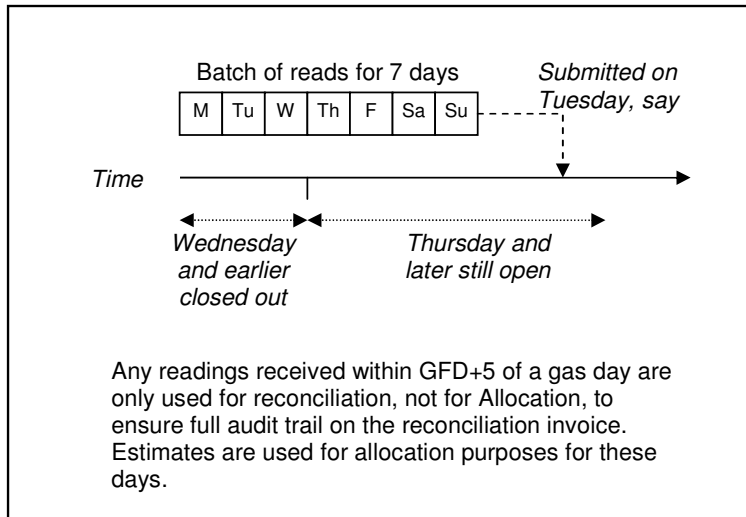 Batch of reads for 7 days
Submitted on
Tuesday, say
M Tu W Th F Sa Su
Time
Wednesday
and earlier
closed out
Thursday and
later still open
Any readings received within GFD+5 of a gas day are
only used for reconciliation, not for Allocation, to
ensure full audit trail on the reconciliation invoice.
Estimates are used for allocation purposes for these
days.